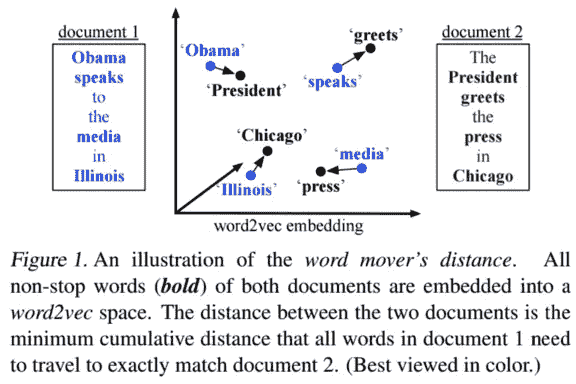 document 1
Obama
speaks
to
the
media
in
Illinois
‘Obama’
‘President’
‘greets’
‘speaks’
‘Chicago’
‘Illinois’
‘media’
‘press’
word2vec embedding
document 2
The
President
greets
the
press
in
Chicago
Figure 1. An illustration of the word mover’s distance. All
non-stop words (bold) of both documents are embedded into a
word2vec space. The distance between the two documents is the
minimum cumulative distance that all words in document 1 need
to travel to exactly match document 2. (Best viewed in color.)